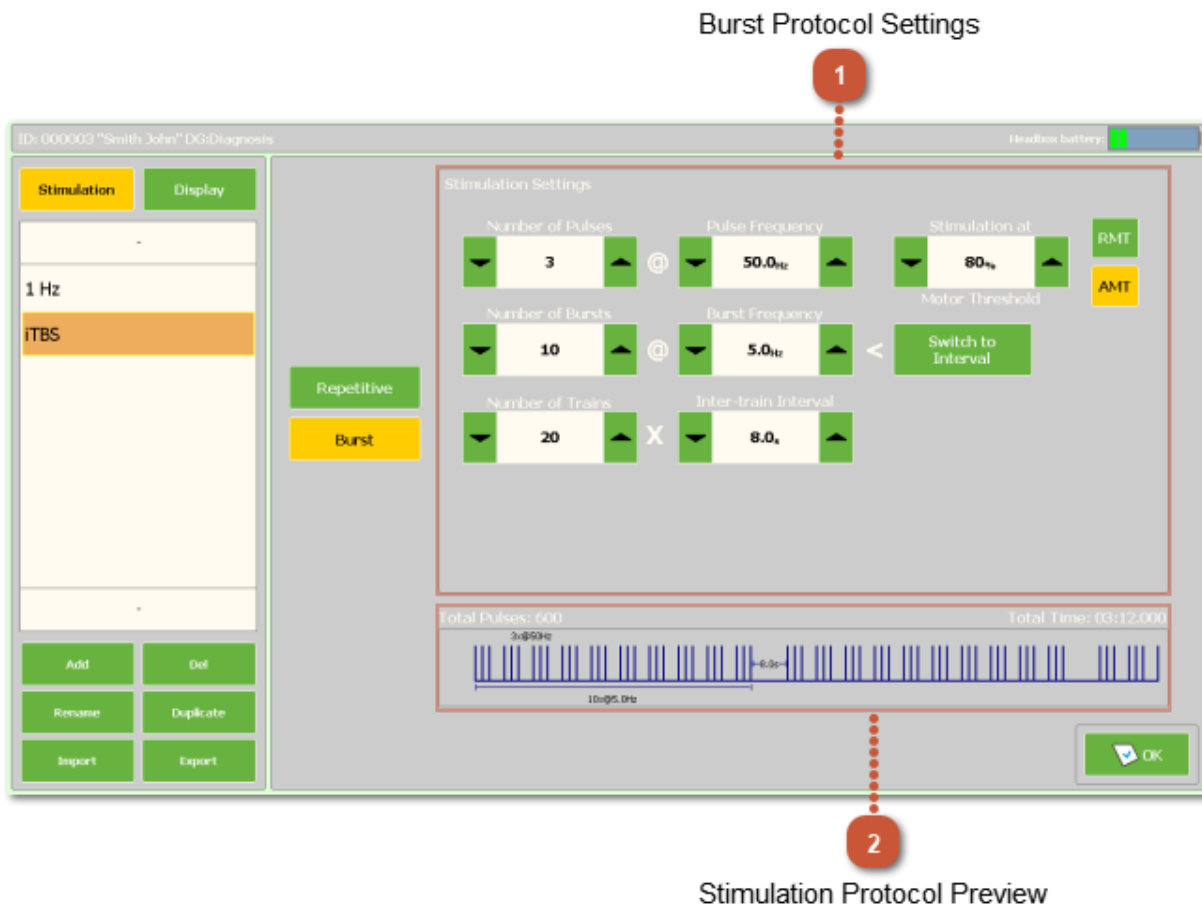 Burst Protocol Settings
1
ID: 000003 "Smith John" DG:Diagnosis
Headbox battery:
Stimulation
Display
-
1 Hz
iTBS
-
Add
Del
Rename
Duplicate
Import
Export
Repetitive
Burst
Stimulation Settings
Number of Pulses
Pulse Frequency
Stimulation at
3
@
50.0Hz
80%
RMT
AMT
Motor Threshold
Number of Bursts
Burst Frequency
10
@
5.0Hz
<
Switch to
Interval
Number of Trains
Inter-train Interval
20
X
8.0s
Total Pulses: 600
Total Time: 03:12.000
3x@50Hz
8.0s
10x@5.0Hz
OK
2
Stimulation Protocol Preview